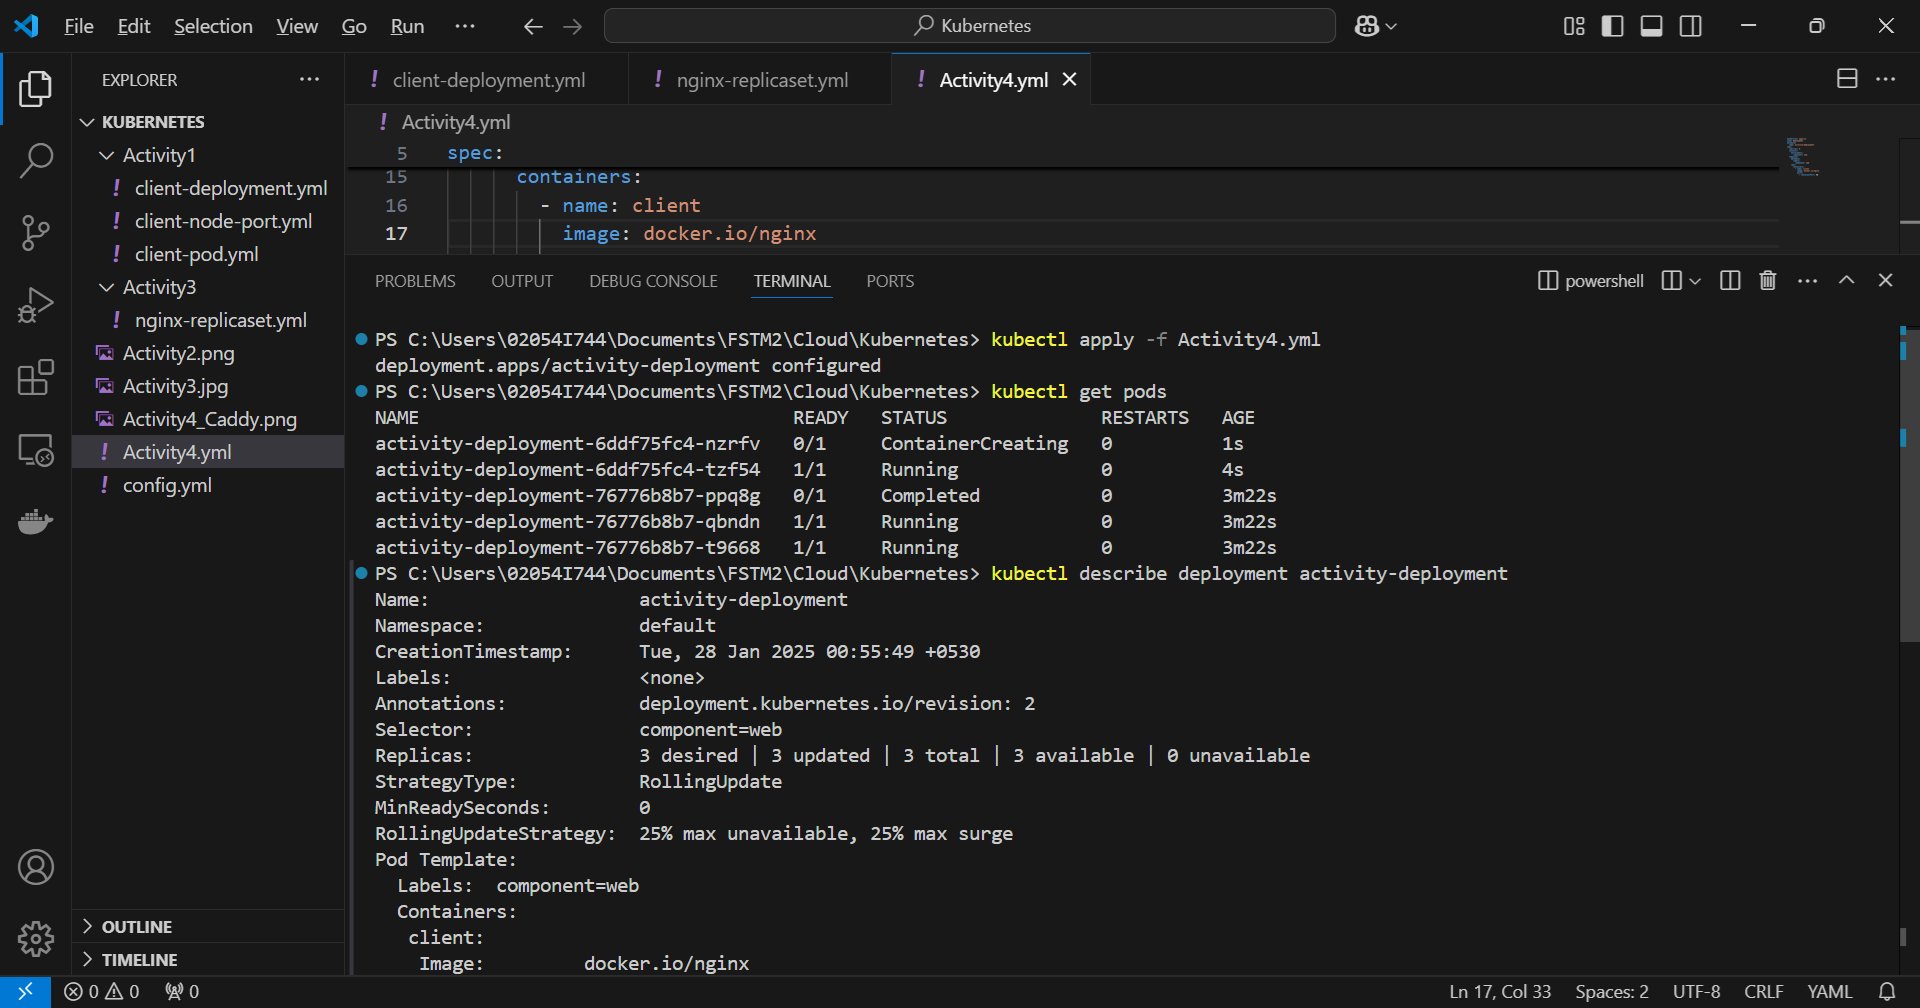 File Edit Selection View Go Run ··· Kubernetes
EXPLORER ···
KUBERNETES
Activity1
! client-deployment.yml
! client-node-port.yml
! client-pod.yml
Activity3
! nginx-replicaset.yml
Activity2.png
Activity3.jpg
Activity4_Caddy.png
! Activity4.yml
! config.yml
OUTLINE
TIMELINE
! client-deployment.yml ! nginx-replicaset.yml ! Activity4.yml
! Activity4.yml
5 spec:
15 containers:
16 - name: client
17 image: docker.io/nginx
PROBLEMS OUTPUT DEBUG CONSOLE TERMINAL PORTS powershell
PS C:\Users\02054I744\Documents\FSTM2\Cloud\Kubernetes> kubectl apply -f Activity4.yml
deployment.apps/activity-deployment configured
PS C:\Users\02054I744\Documents\FSTM2\Cloud\Kubernetes> kubectl get pods
NAME READY STATUS RESTARTS AGE
activity-deployment-6ddf75fc4-nzrfv 0/1 ContainerCreating 0 1s
activity-deployment-6ddf75fc4-tzf54 1/1 Running 0 4s
activity-deployment-76776b8b7-ppq8g 0/1 Completed 0 3m22s
activity-deployment-76776b8b7-qbndn 1/1 Running 0 3m22s
activity-deployment-76776b8b7-t9668 1/1 Running 0 3m22s
PS C:\Users\02054I744\Documents\FSTM2\Cloud\Kubernetes> kubectl describe deployment activity-deployment
Name: activity-deployment
Namespace: default
CreationTimestamp: Tue, 28 Jan 2025 00:55:49 +0530
Labels: <none>
Annotations: deployment.kubernetes.io/revision: 2
Selector: component=web
Replicas: 3 desired | 3 updated | 3 total | 3 available | 0 unavailable
StrategyType: RollingUpdate
MinReadySeconds: 0
RollingUpdateStrategy: 25% max unavailable, 25% max surge
Pod Template:
Labels: component=web
Containers:
client:
Image: docker.io/nginx
0 0 0 Ln 17, Col 33 Spaces: 2 UTF-8 CRLF YAML